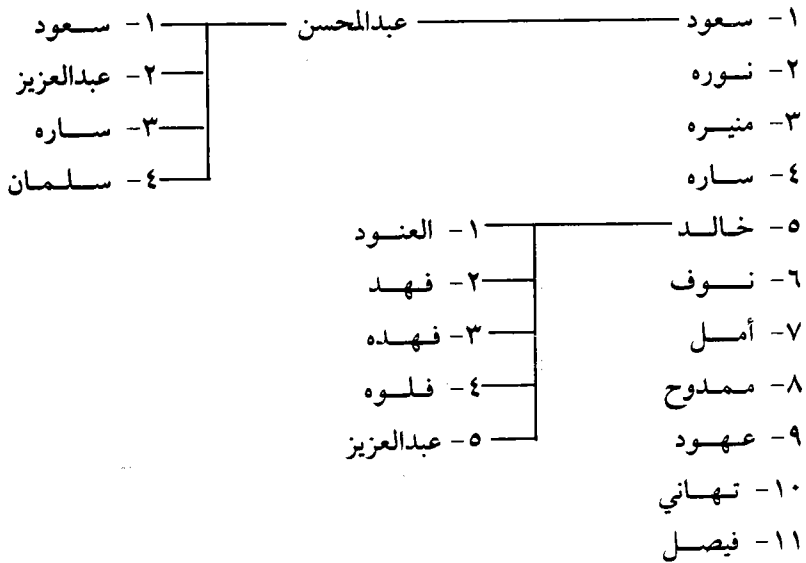 ١- سعود عبدالمحسن ١- سعود
٢- نوره ٢- عبدالعزيز
٣- منيره ٣- ساره
٤- ساره ٤- سلمان
٥- خالد ١- العنود
٦- نوف ٢- فهد
٧- أمل ٣- فهده
٨- ممدوح ٤- فلوه
٩- عهود ٥- عبدالعزيز
١٠- تهاني
١١- فيصل